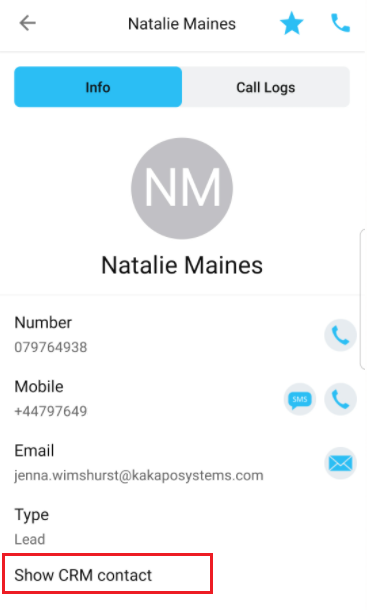 Natalie Maines
Info
Call Logs
NM
Natalie Maines
Number
079764938
Mobile
+44797649
SMS
Email
jenna.wimshurst@kakaposystems.com
Type
Lead
Show CRM contact